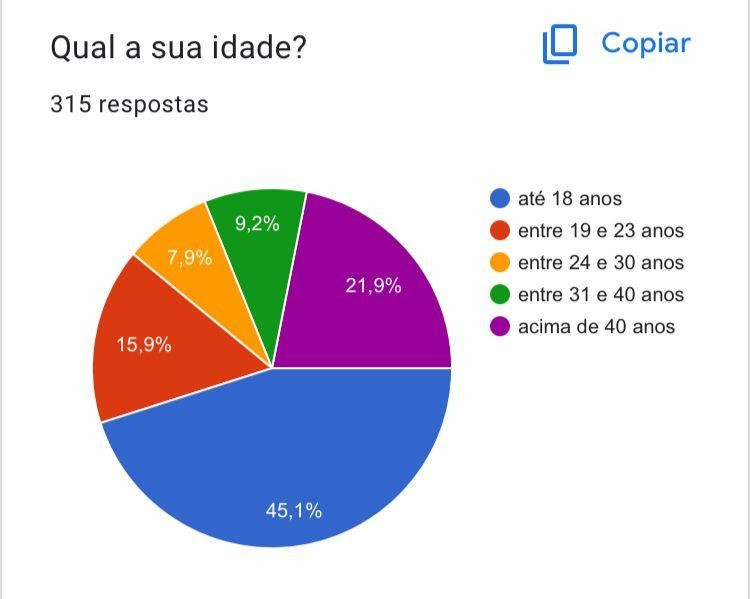 Qual a sua idade?
Copiar
315 respostas
até 18 anos
entre 19 e 23 anos
entre 24 e 30 anos
entre 31 e 40 anos
acima de 40 anos
9,2%
7,9%
21,9%
15,9%
45,1%